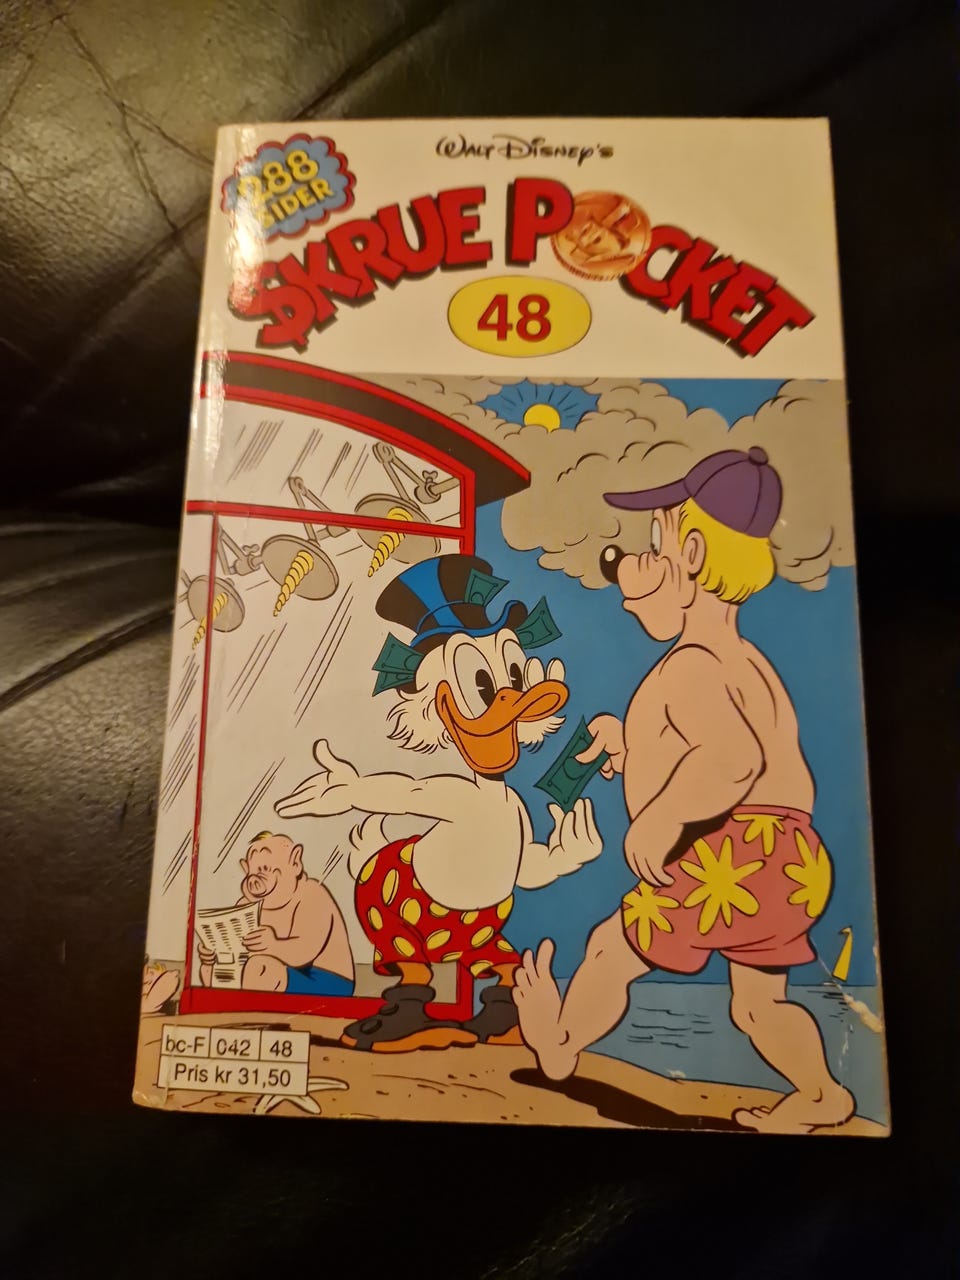 WALT DISNEY'S
288
SIDER
SKRUE POCKET
48
bc-F 042 48
Pris kr 31,50